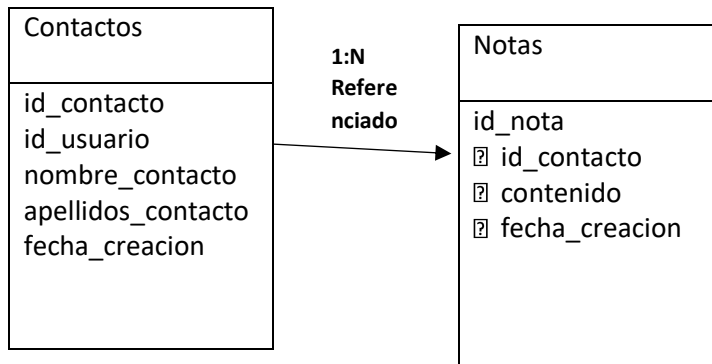 Contactos
id_contacto
id_usuario
nombre_contacto
apellidos_contacto
fecha_creacion
1:N
Refere
nciado
Notas
id_nota
⍰ id_contacto
⍰ contenido
⍰ fecha_creacion